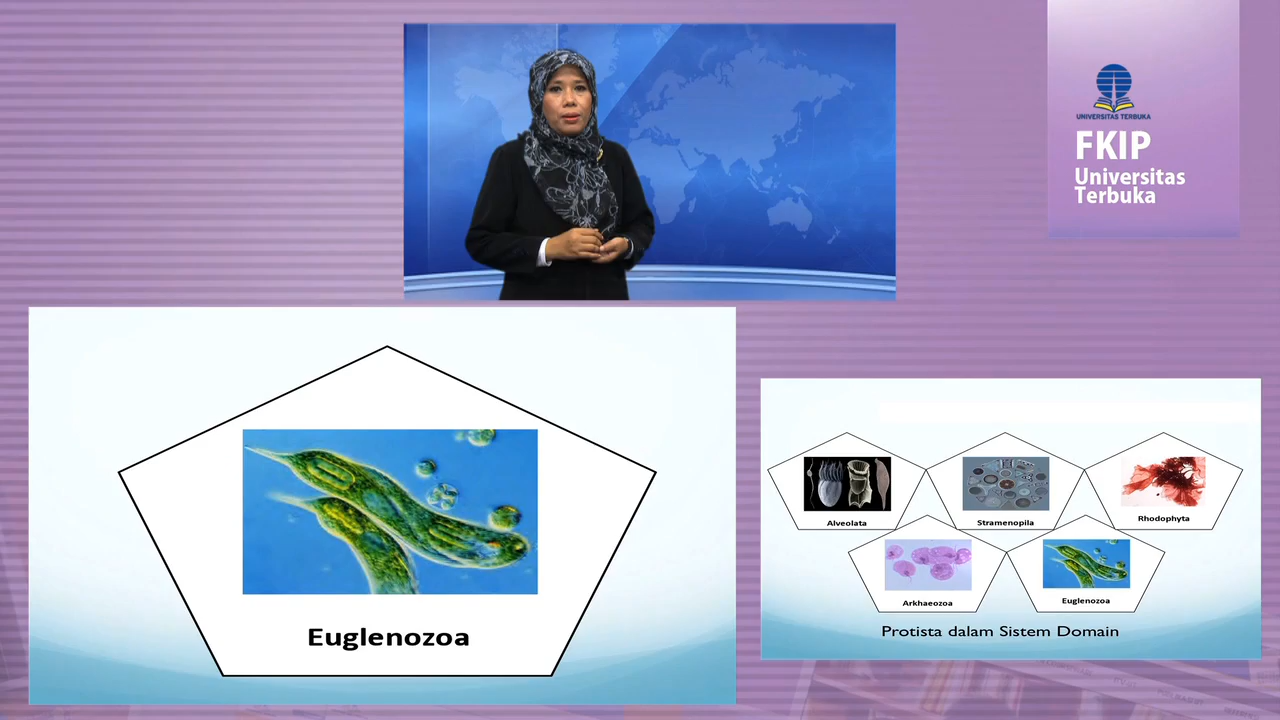 UNIVERSITAS TERBUKA
FKIP
Universitas
Terbuka
Euglenozoa
Alveolata
Stramenopila
Rhodophyta
Arkhaeozoa
Euglenozoa
Protista dalam Sistem Domain